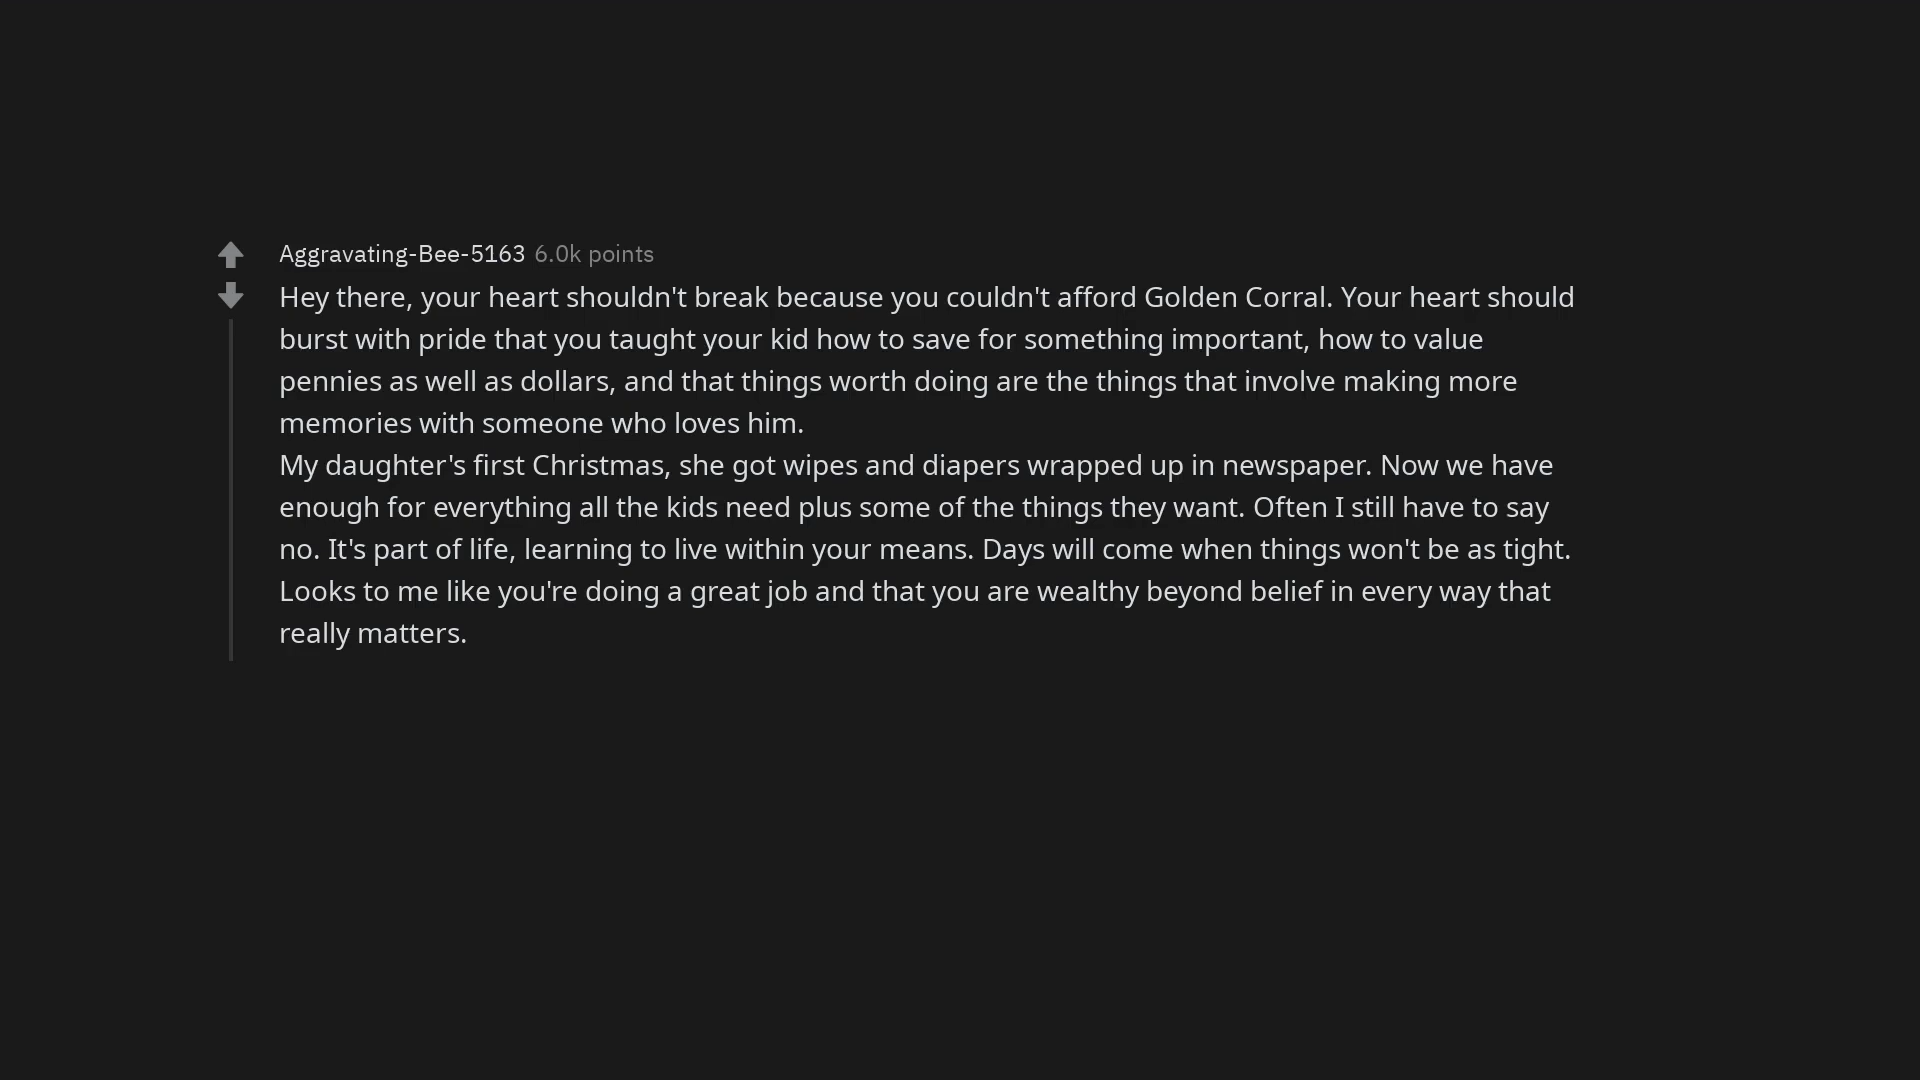 Aggravating-Bee-5163 6.0k points
Hey there, your heart shouldn't break because you couldn't afford Golden Corral. Your heart should
burst with pride that you taught your kid how to save for something important, how to value
pennies as well as dollars, and that things worth doing are the things that involve making more
memories with someone who loves him.
My daughter's first Christmas, she got wipes and diapers wrapped up in newspaper. Now we have
enough for everything all the kids need plus some of the things they want. Often I still have to say
no. It's part of life, learning to live within your means. Days will come when things won't be as tight.
Looks to me like you're doing a great job and that you are wealthy beyond belief in every way that
really matters.